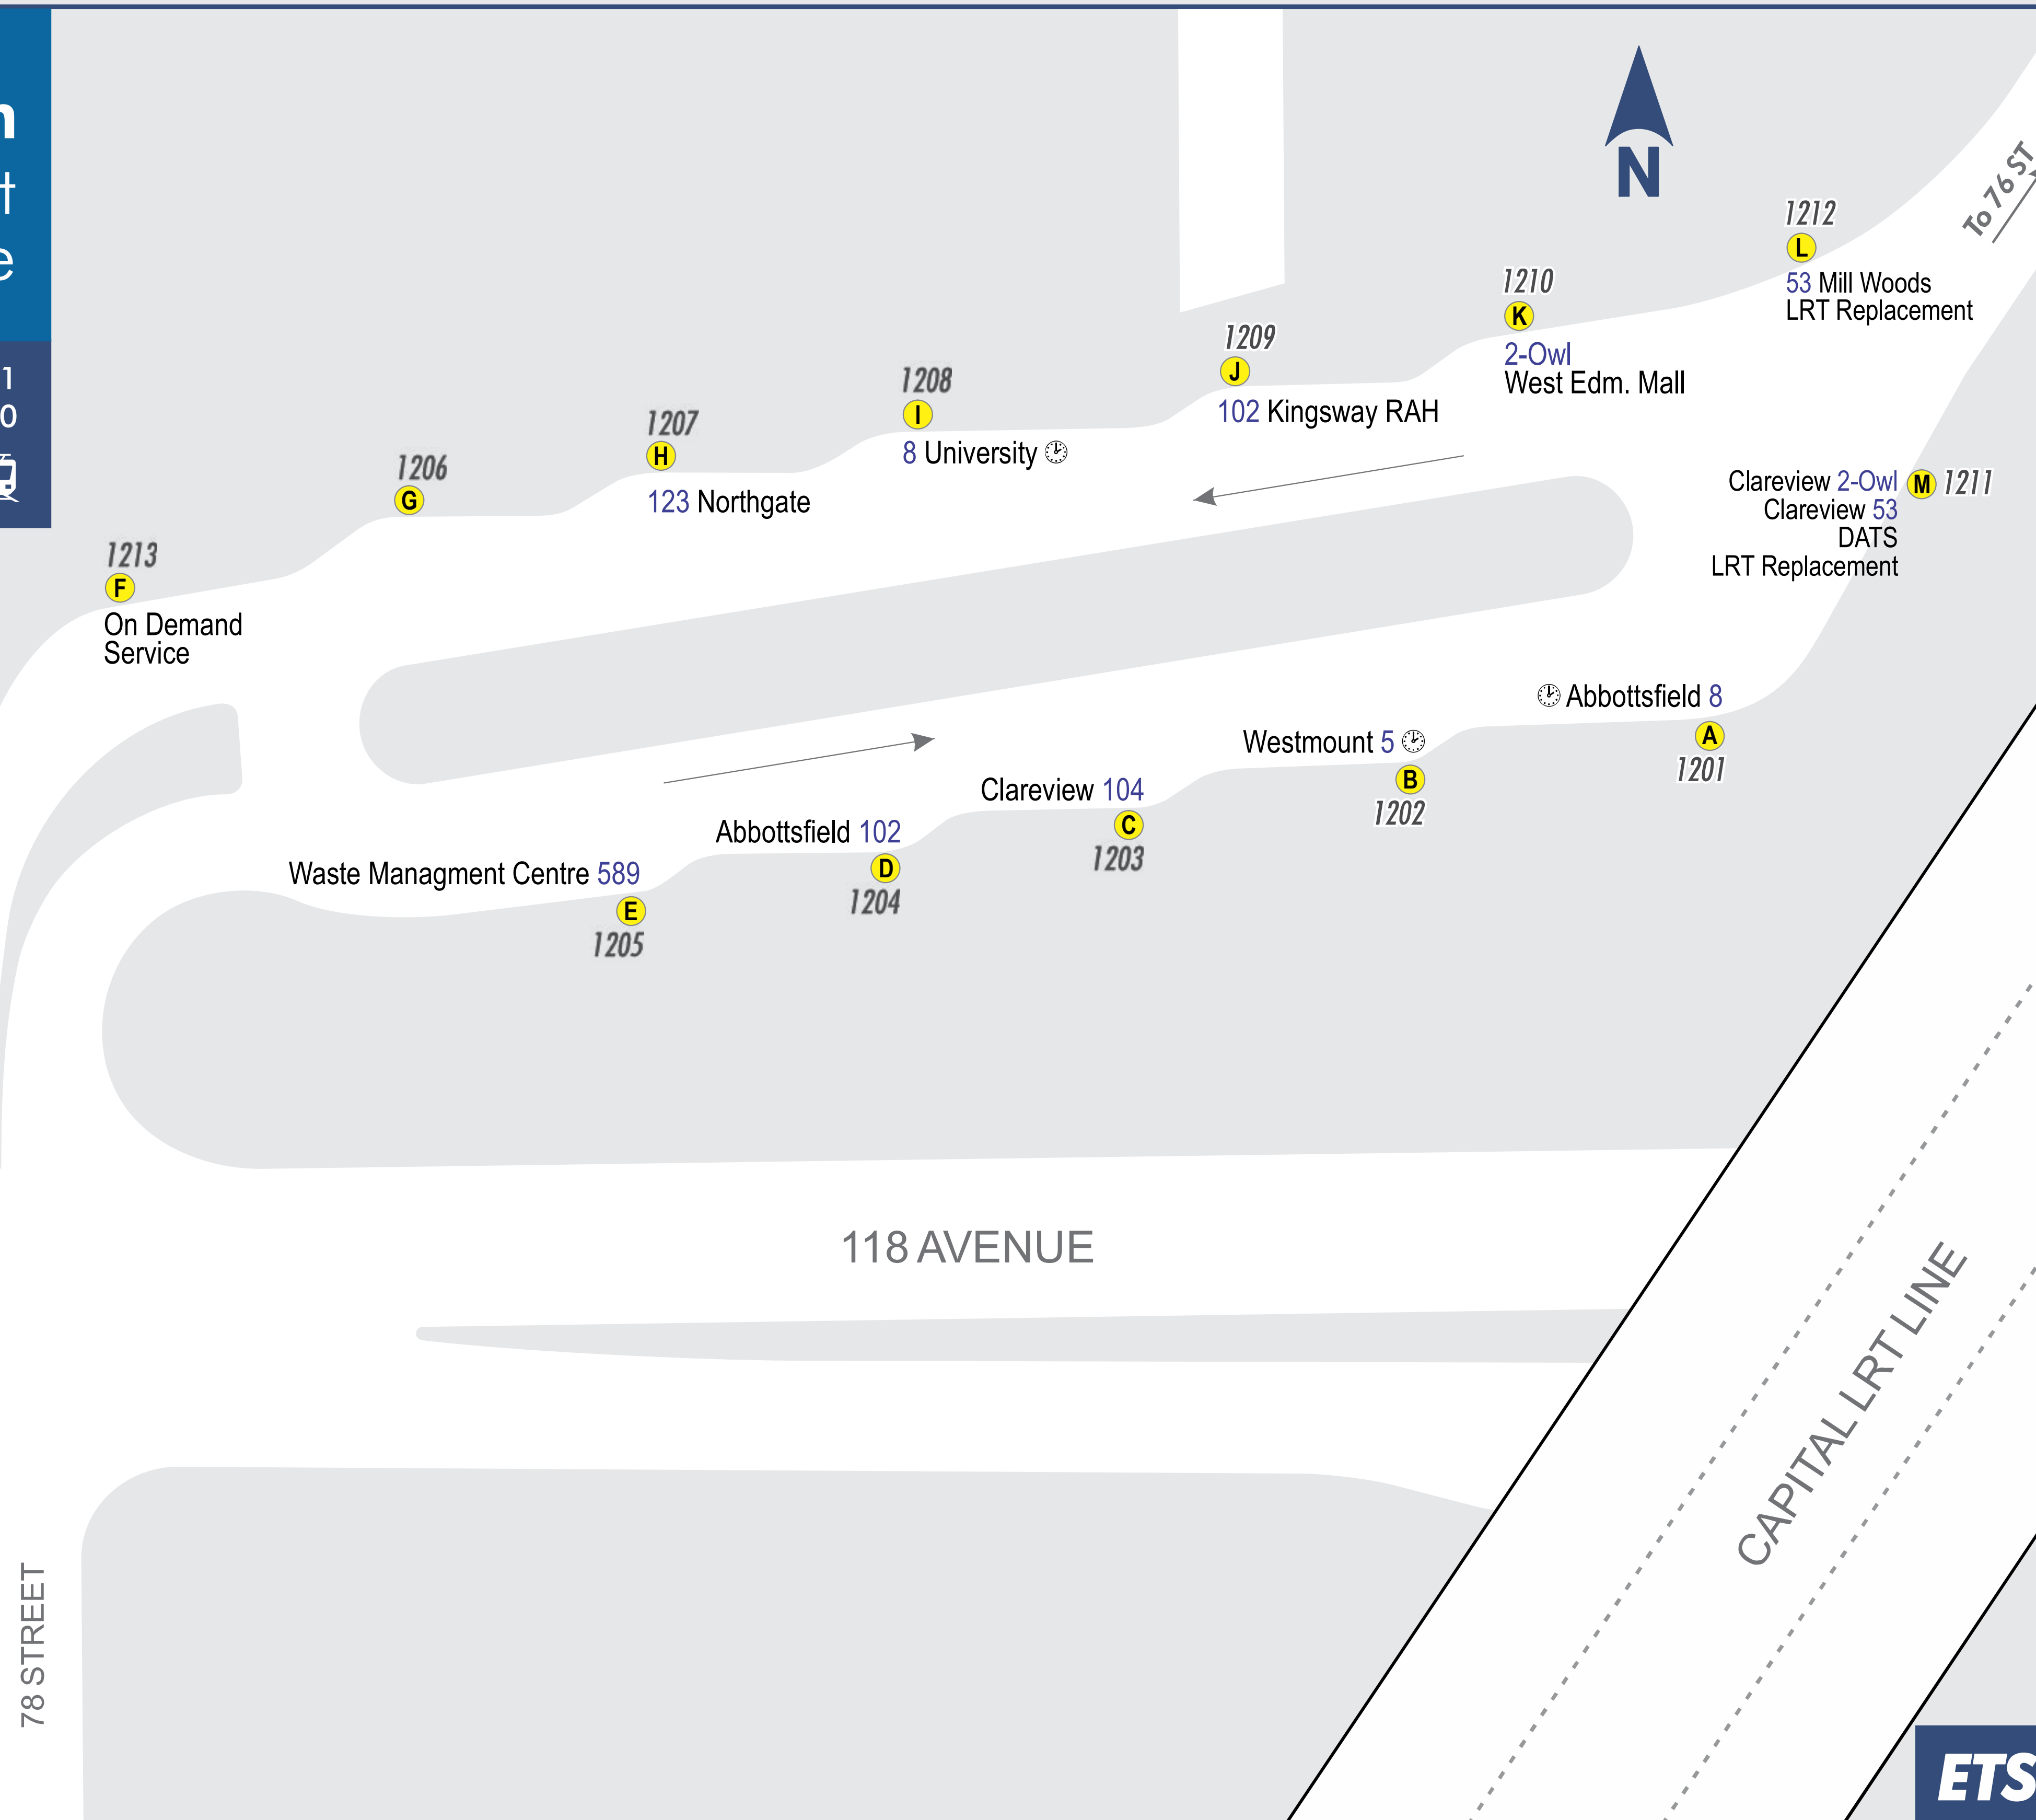 N
To 76 ST
1212
L
53 Mill Woods
LRT Replacement
1210
K
2-Owl
West Edm. Mall
1209
J
102 Kingsway RAH
1208
I
8 University
1207
H
123 Northgate
1206
G
1213
F
On Demand
Service
Clareview 2-Owl
Clareview 53
DATS
LRT Replacement
M 1211
Abbottsfield 8
A
1201
Westmount 5
B
1202
Clareview 104
C
1203
Abbottsfield 102
D
1204
Waste Managment Centre 589
E
1205
118 AVENUE
CAPITAL LRT LINE
78 STREET
ETS